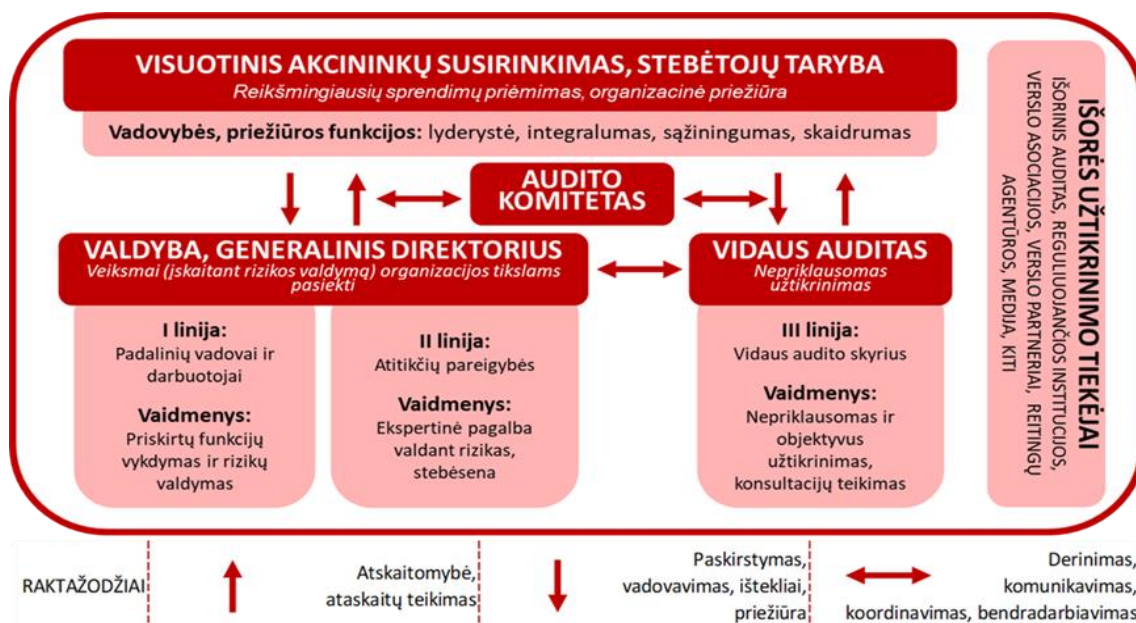 VISUOTINIS AKCININKŲ SUSIRINKIMAS, STEBĖTOJŲ TARYBA
Reikšmingiausių sprendimų priėmimas, organizacinė priežiūra
Vadovybės, priežiūros funkcijos: lyderystė, integralumas, sąžiningumas, skaidrumas
AUDITO
KOMITETAS
VALDYBA, GENERALINIS DIREKTORIUS
Veiksmai (įskaitant rizikos valdymą) organizacijos tikslams
pasiekti
I linija:
Padalinių vadovai ir
darbuotojai
Vaidmenys:
Priskirtų funkcijų
vykdymas ir rizikų
valdymas
II linija:
Atitikčių pareigybės
Vaidmenys:
Ekspertinė pagalba
valdant rizikas,
stebėsena
VIDAUS AUDITAS
Nepriklausomas
užtikrinimas
III linija:
Vidaus audito skyrius
Vaidmenys:
Nepriklausomas ir
objektyvus
užtikrinimas,
konsultacijų teikimas
IŠORĖS UŽTIKRINIMO TIEKĖJAI
IŠORINIS AUDITAS, REGULIUOJANČIOS INSTITUCIJOS,
VERSLO ASOCIACIJOS, VERSLO PARTNERIAI, REITINGŲ
AGENTŪROS, MEDIJA, KITI
RAKTAŽODŽIAI
Atskaitomybė,
ataskaitų teikimas
Paskirstymas,
vadovavimas, ištekliai,
priežiūra
Derinimas,
komunikavimas,
koordinavimas, bendradarbiavimas